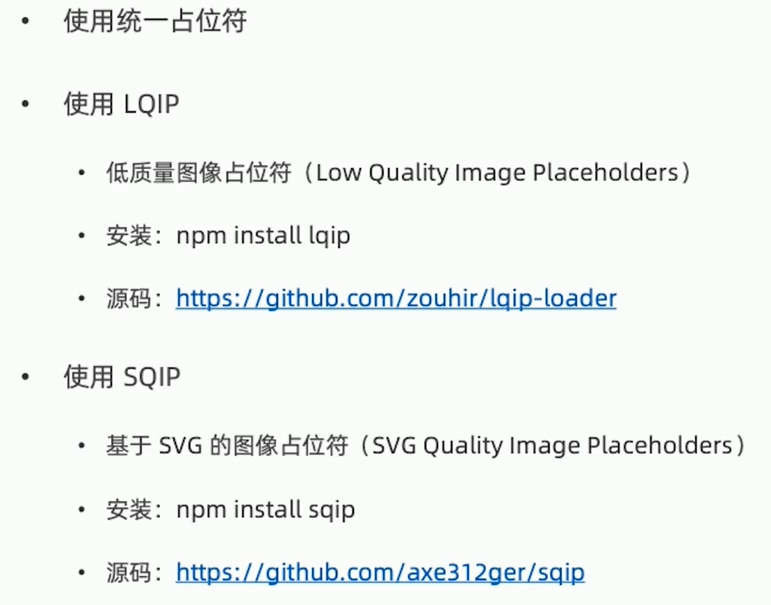 • 使用统一占位符
• 使用 LQIP
• 低质量图像占位符（Low Quality Image Placeholders）
• 安装：npm install lqip
• 源码：https://github.com/zouhir/lqip-loader
• 使用 SQIP
• 基于 SVG 的图像占位符（SVG Quality Image Placeholders）
• 安装：npm install sqip
• 源码：https://github.com/axe312ger/sqip